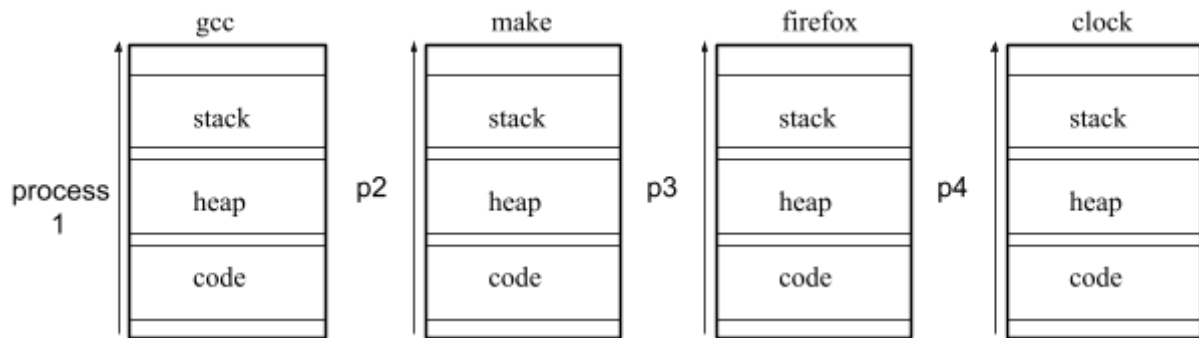 gcc
make
firefox
clock
stack
stack
stack
stack
process
1
p2
p3
p4
heap
heap
heap
heap
code
code
code
code